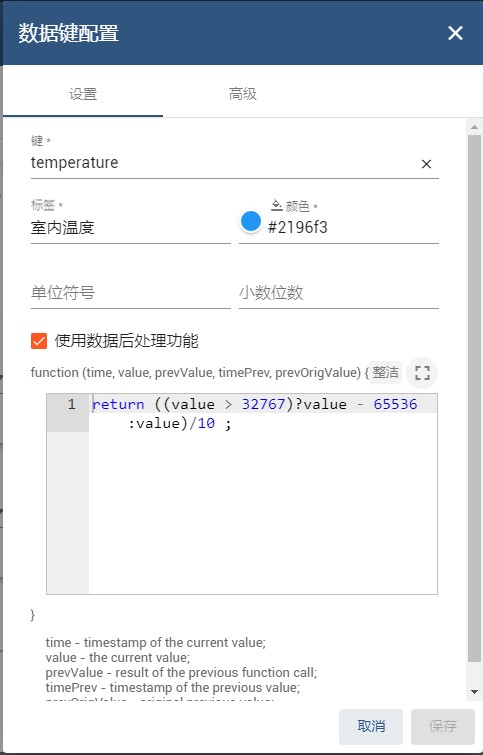 数据键配置
设置 高级
键 *
temperature
标签 * 颜色 *
室内温度 #2196f3
单位符号 小数位数
使用数据后处理功能
function (time, value, prevValue, timePrev, prevOrigValue) { 整洁
1 return ((value > 32767)?value - 65536
:value)/10 ;
}
time - timestamp of the current value;
value - the current value;
prevValue - result of the previous function call;
timePrev - timestamp of the previous value;
prevOrigValue - original previous value;
取消 保存